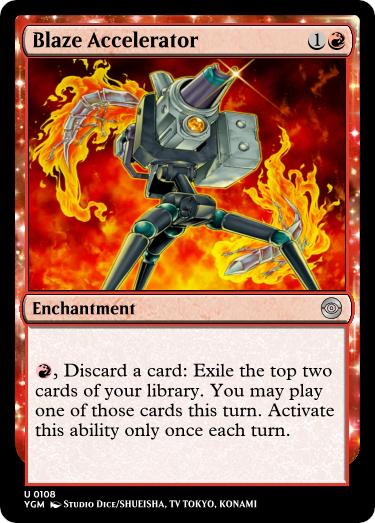 Blaze Accelerator 1
Enchantment
, Discard a card: Exile the top two
cards of your library. You may play
one of those cards this turn. Activate
this ability only once each turn.
U 0108
YGM STUDIO DICE/SHUEISHA, TV TOKYO, KONAMI